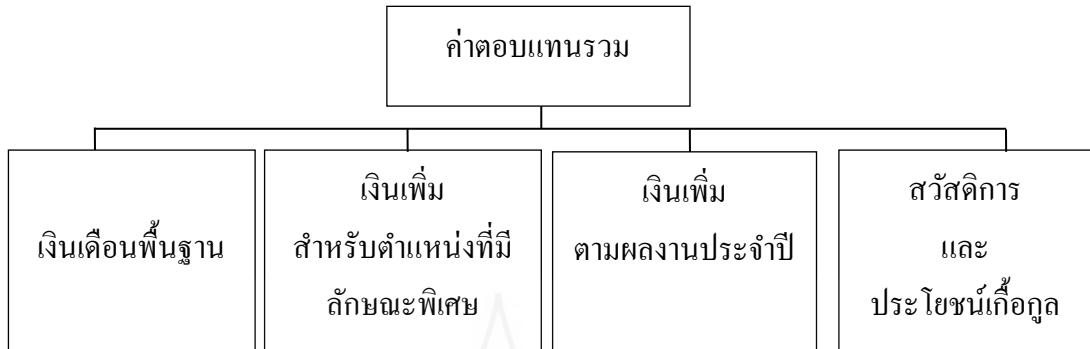 ค่าตอบแทนรวม
เงินเดือนพื้นฐาน
เงินเพิ่ม
สำหรับตำแหน่งที่มี
ลักษณะพิเศษ
เงินเพิ่ม
ตามผลงานประจำปี
สวัสดิการ
และ
ประโยชน์เกื้อกูล